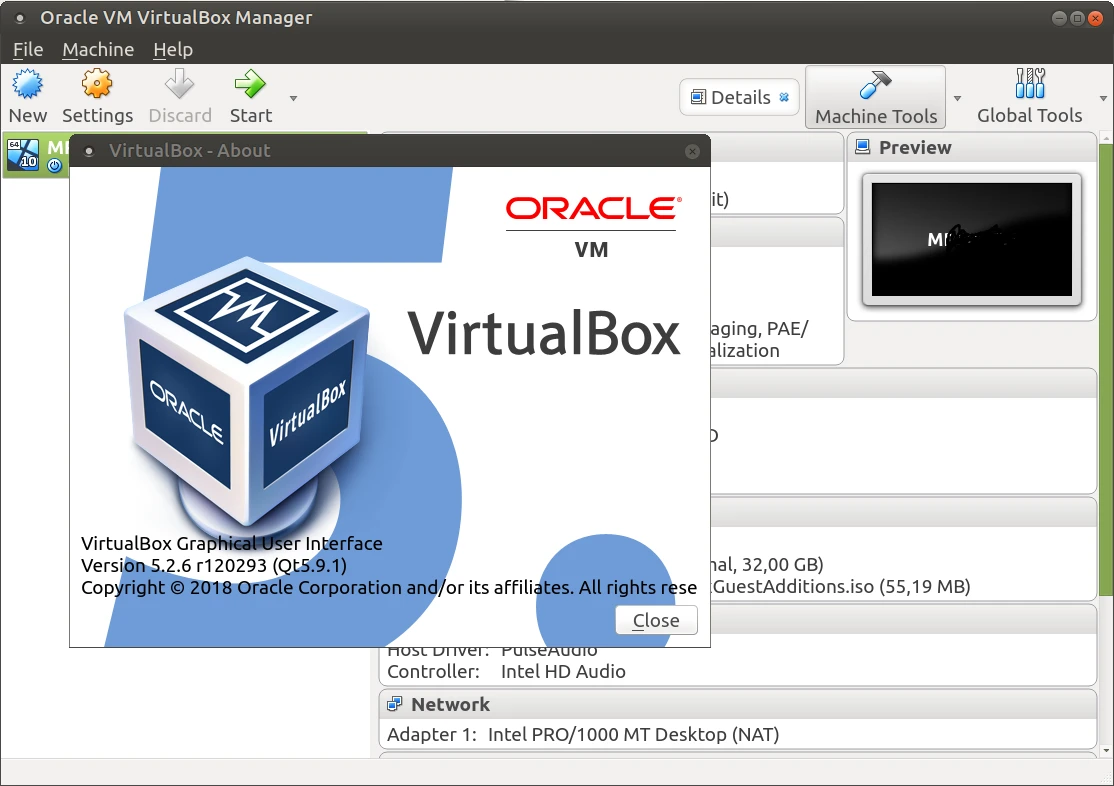 Oracle VM VirtualBox Manager
File Machine Help
New Settings Discard Start
Details
Machine Tools
Global Tools
64
10
VirtualBox - About
Preview
ORACLE®
VM
VirtualBox
ORACLE
VirtualBox
it)
aging, PAE/
alization
nal, 32,00 GB)
GuestAdditions.iso (55,19 MB)
VirtualBox Graphical User Interface
Version 5.2.6 r120293 (Qt5.9.1)
Copyright © 2018 Oracle Corporation and/or its affiliates. All rights rese
Close
Host Driver: PulseAudio
Controller: Intel HD Audio
Network
Adapter 1: Intel PRO/1000 MT Desktop (NAT)